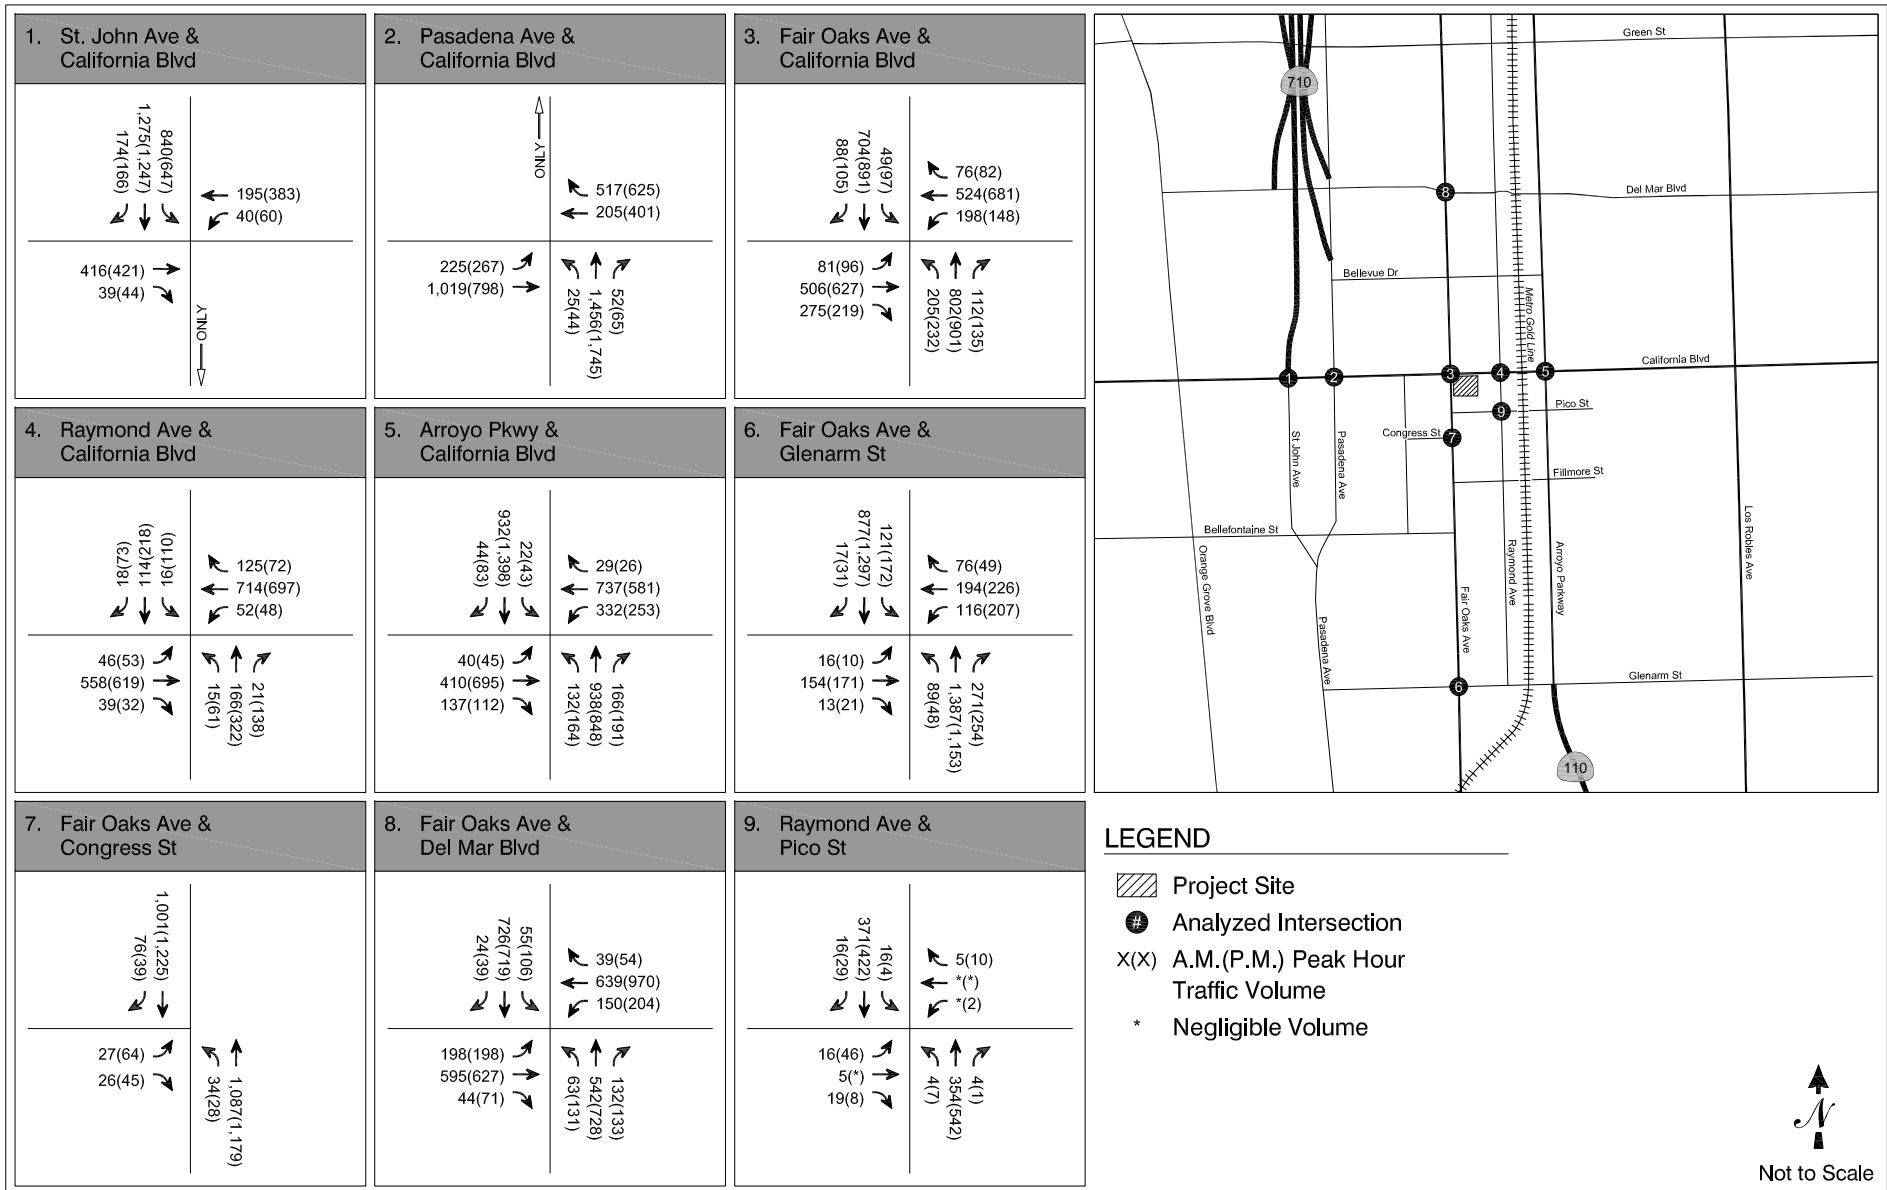 1. St. John Ave &
California Blvd
1,275(1,247)
174(166)
840(647)
195(383)
40(60)
416(421)
39(44)
ONLY
2. Pasadena Ave &
California Blvd
ONLY
517(625)
205(401)
225(267)
1,019(798)
25(44)
1,456(1,745)
52(65)
3. Fair Oaks Ave &
California Blvd
88(105)
704(891)
49(97)
76(82)
524(681)
198(148)
81(96)
506(627)
275(219)
205(232)
802(901)
112(135)
4. Raymond Ave &
California Blvd
18(73)
114(218)
16(110)
125(72)
714(697)
52(48)
46(53)
558(619)
39(32)
15(61)
166(322)
21(138)
5. Arroyo Pkwy &
California Blvd
44(83)
932(1,398)
22(43)
29(26)
737(581)
332(253)
40(45)
410(695)
137(112)
132(164)
938(848)
166(191)
6. Fair Oaks Ave &
Glenarm St
17(31)
877(1,297)
121(172)
76(49)
194(226)
116(207)
16(10)
154(171)
13(21)
89(48)
1,387(1,153)
271(254)
7. Fair Oaks Ave &
Congress St
76(39)
1,001(1,225)
27(64)
26(45)
34(28)
1,087(1,179)
8. Fair Oaks Ave &
Del Mar Blvd
24(39)
726(719)
55(106)
39(54)
639(970)
150(204)
198(198)
595(627)
44(71)
63(131)
542(728)
132(133)
9. Raymond Ave &
Pico St
16(29)
371(422)
16(4)
5(10)
*(*)
*(2)
16(46)
5(*)
19(8)
4(7)
354(542)
4(1)
Green St
710
8
Del Mar Blvd
Bellevue Dr
Metro Gold Line
California Blvd
1
2
3
4
5
9
Pico St
Congress St
7
St John Ave
Pasadena Ave
Fillmore St
Bellefontaine St
Orange Grove Blvd
Raymond Ave
Arroyo Parkway
Los Robles Ave
Fair Oaks Ave
Pasadena Ave
6
Glenarm St
110
LEGEND
Project Site
# Analyzed Intersection
X(X) A.M.(P.M.) Peak Hour
Traffic Volume
* Negligible Volume
N
Not to Scale